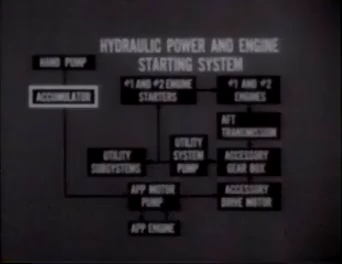 HYDRAULIC POWER AND ENGINE
STARTING SYSTEM
HAND PUMP
ACCUMULATOR
#1 AND #2 ENGINE
STARTERS
#1 AND #2
ENGINES
AFT
TRANSMISSION
UTILITY
SUBSYSTEMS
UTILITY
SYSTEM
PUMP
ACCESSORY
GEAR BOX
APP MOTOR
PUMP
ACCESSORY
DRIVE MOTOR
APP ENGINE